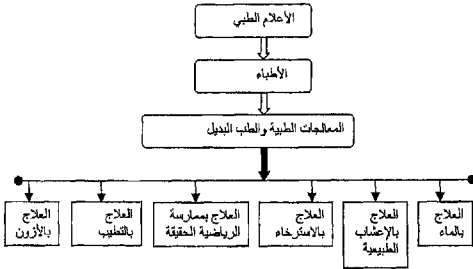 الأعلام الطبي
الأطباء
المعالجات الطبية والطب البديل
العلاج
بالماء
العلاج
بالإعشاب
الطبيعية
العلاج
بالاسترخاء
العلاج بممارسة
الرياضية الحقيقة
العلاج
بالتطبيب
العلاج
بالأزون